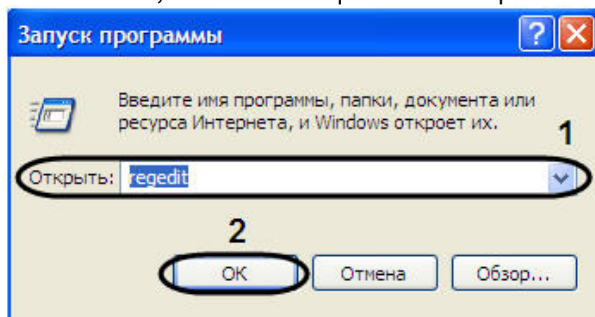 Запуск программы
Введите имя программы, папки, документа или
ресурса Интернета, и Windows откроет их.
1
Открыть: regedit
2
OK Отмена Обзор...